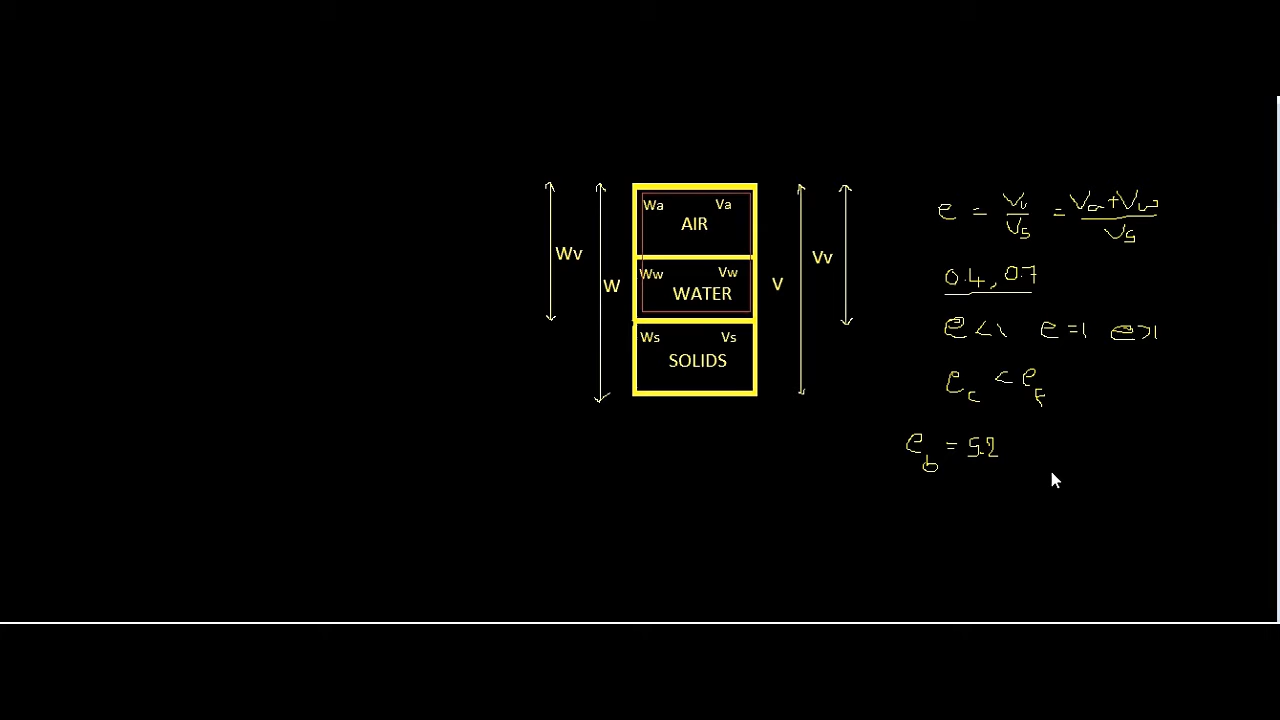 Wa Va
AIR
Wv
Ww Vw
WATER
W
V
Vv
Ws Vs
SOLIDS
e = Vv/Vs = Va+Vw/Vs
0.4, 0.7
e<1 e=1 e>1
ec < ef
eb = 5.2